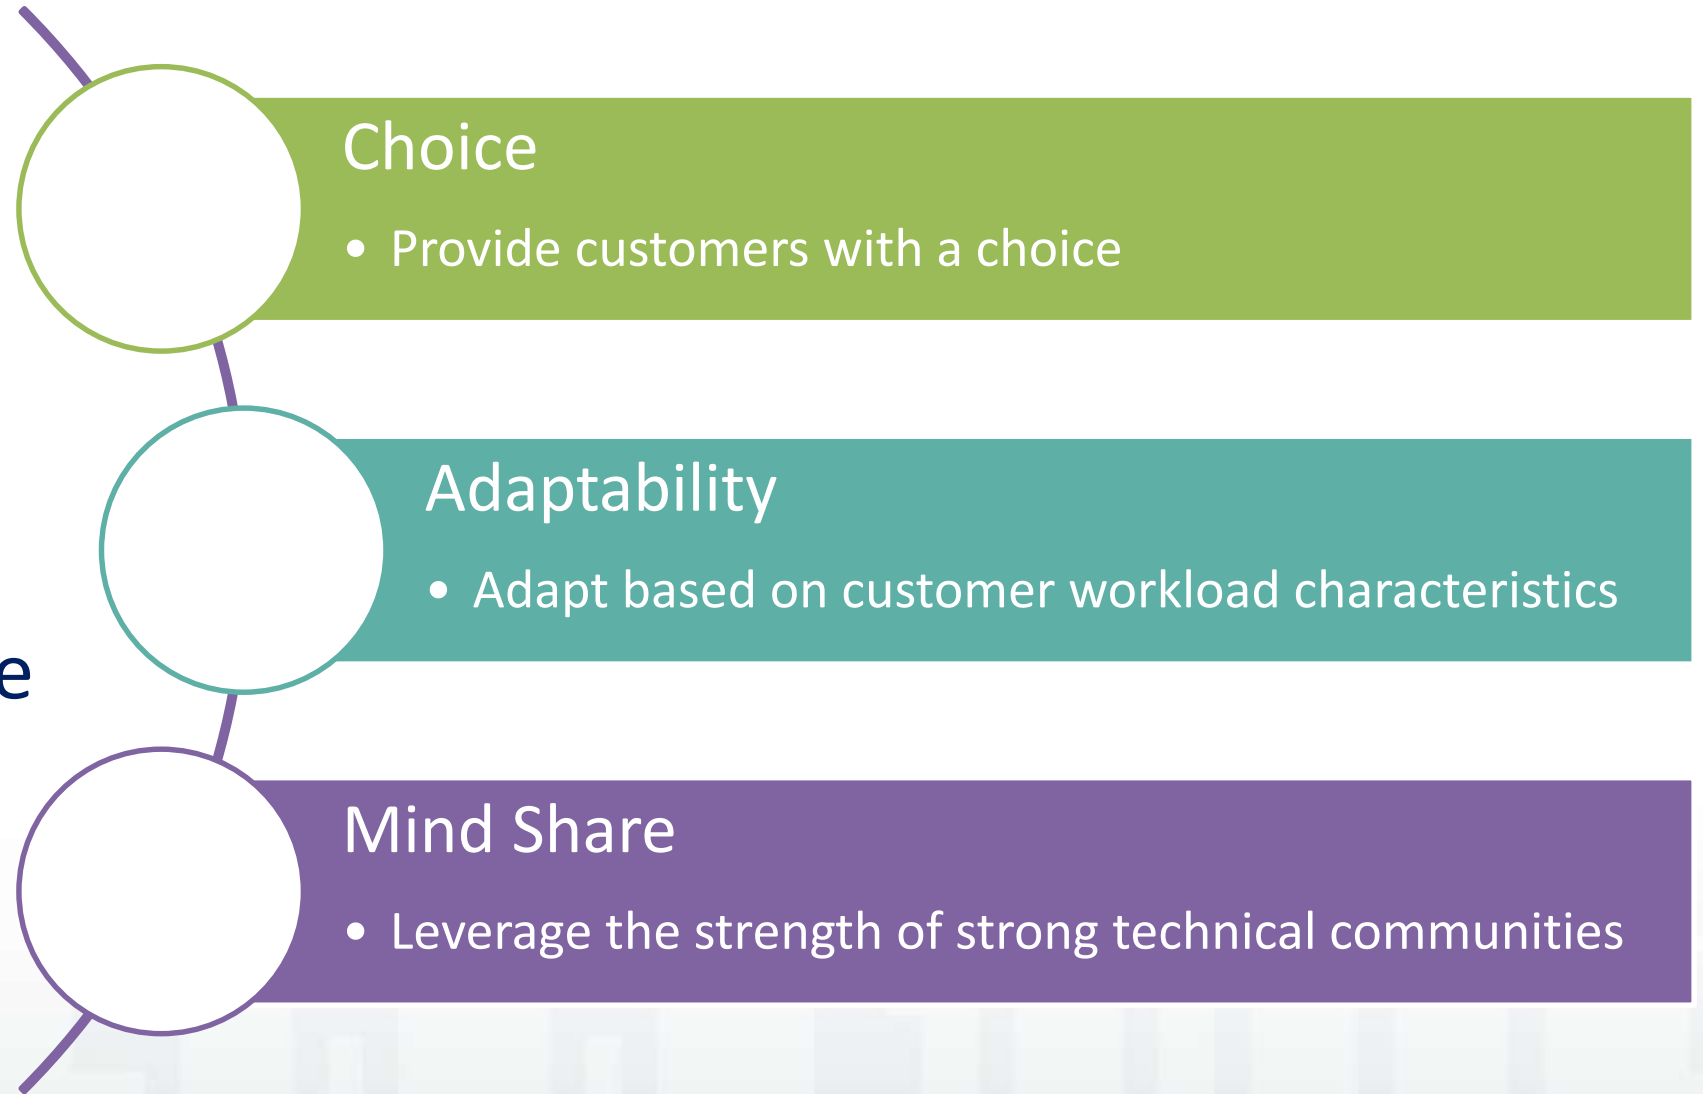 Choice
• Provide customers with a choice
Adaptability
• Adapt based on customer workload characteristics
e
Mind Share
• Leverage the strength of strong technical communities